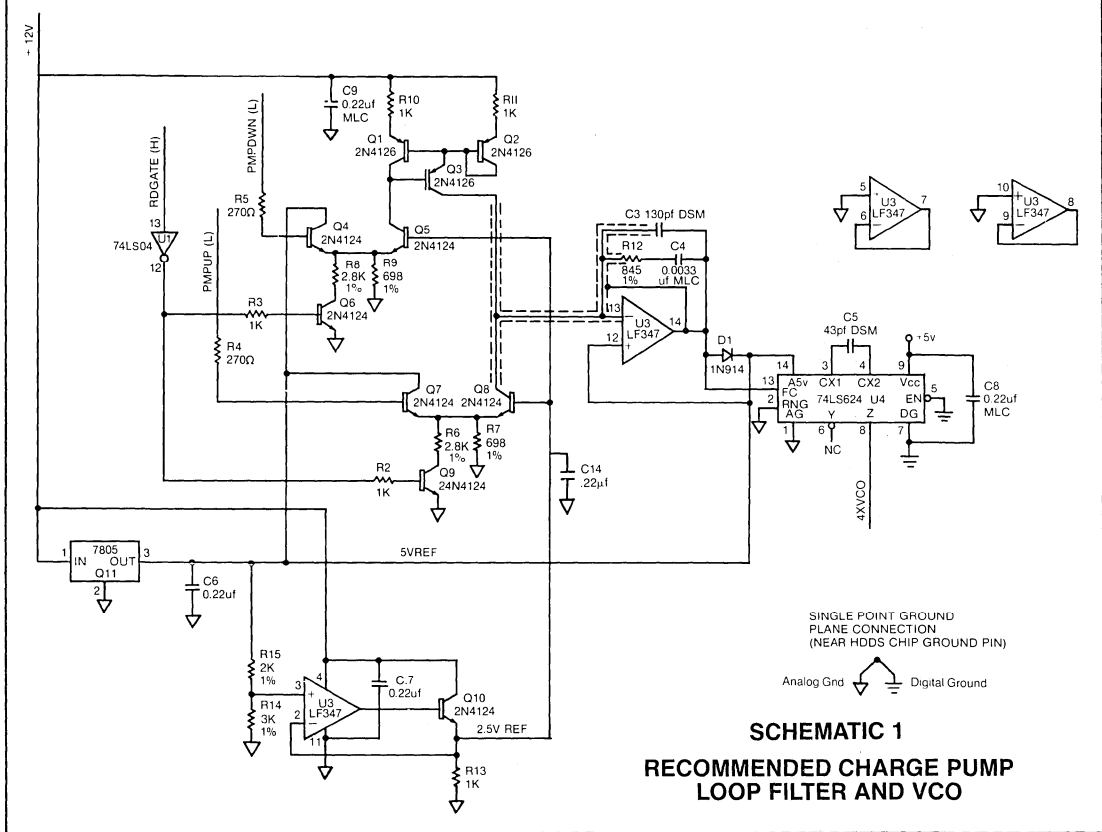 + 12V
C9
0.22uf
MLC
R10
1K
R11
1K
Q1
2N4126
Q2
2N4126
Q3
2N4126
RDGATE (H)
PMPDWN (L)
PMPUP (L)
13
U1
74LS04
12
R5
270Ω
Q4
2N4124
Q5
2N4124
R8
2.8K
1%
R9
698
1%
R3
1K
Q6
2N4124
R4
270Ω
Q7
2N4124
Q8
2N4124
R6
2.8K
1%
R7
698
1%
R2
1K
Q9
24N4124
C14
.22µf
C3 130pf DSM
R12
845
1%
C4
0.0033
uf MLC
13
−
U3
LF347
14
12
+
D1
1N914
C5
43pf DSM
3
4
14
13
2
1
A5v
FC
RNG
AG
CX1
CX2
74LS624
U4
Y
Z
Vcc
EN
DG
9
5
7
6
8
NC
+5v
C8
0.22uf
MLC
4XVCO
5
U3
LF347
6
−
7
10
+
U3
LF347
9
−
8
1
7805
IN
OUT
Q11
3
2
5VREF
C6
0.22uf
R15
2K
1%
R14
3K
1%
3
+
4
U3
LF347
2
−
11
C.7
0.22uf
Q10
2N4124
2.5V REF
R13
1K
SINGLE POINT GROUND
PLANE CONNECTION
(NEAR HDDS CHIP GROUND PIN)
Analog Gnd
Digital Ground
SCHEMATIC 1
RECOMMENDED CHARGE PUMP
LOOP FILTER AND VCO